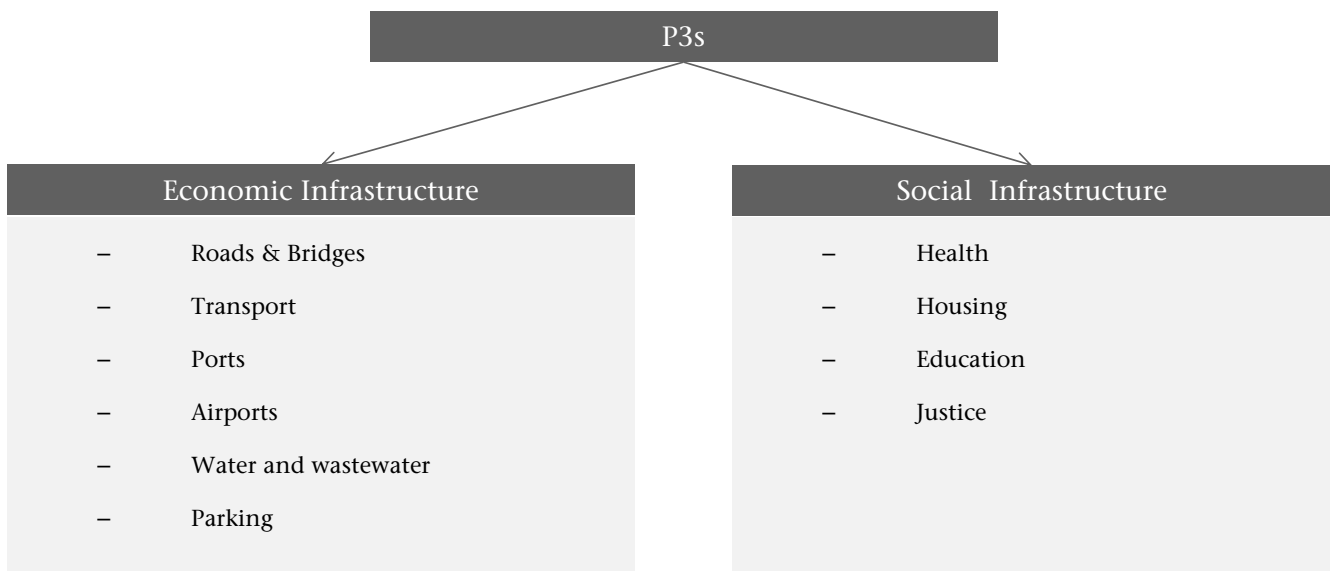 P3s
Economic Infrastructure
– Roads & Bridges
– Transport
– Ports
– Airports
– Water and wastewater
– Parking
Social Infrastructure
– Health
– Housing
– Education
– Justice